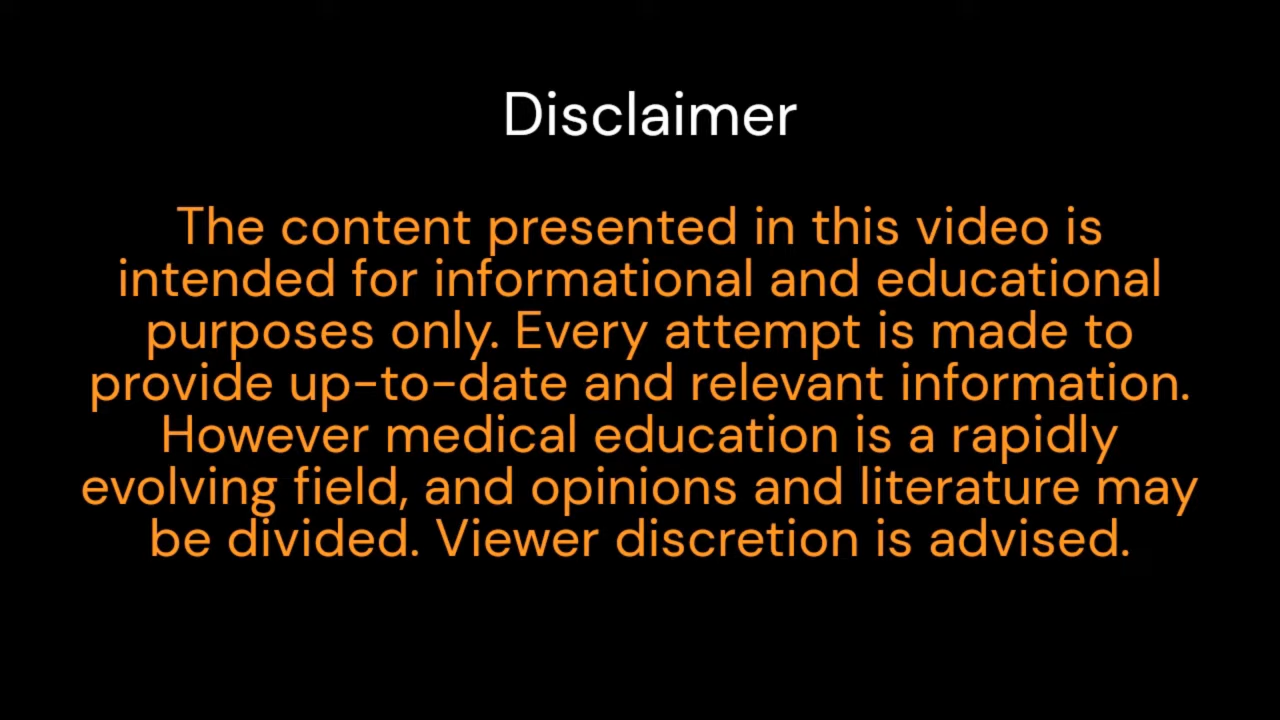 Disclaimer
The content presented in this video is
intended for informational and educational
purposes only. Every attempt is made to
provide up-to-date and relevant information.
However medical education is a rapidly
evolving field, and opinions and literature may
be divided. Viewer discretion is advised.